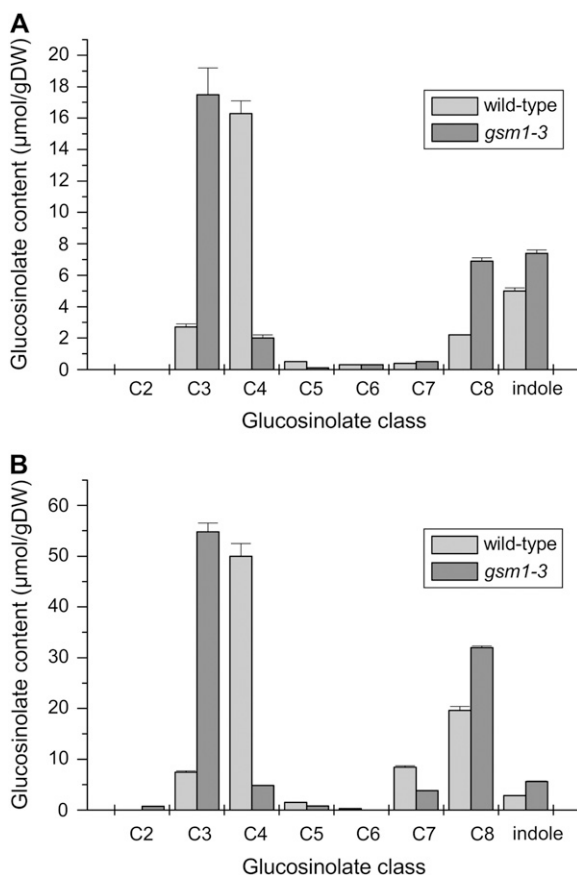 A
Glucosinolate content (µmol/gDW)
20
18
16
14
12
10
8
6
4
2
0
wild-type
gsm1-3
C2 C3 C4 C5 C6 C7 C8 indole
Glucosinolate class
B
Glucosinolate content (µmol/gDW)
60
50
40
30
20
10
0
wild-type
gsm1-3
C2 C3 C4 C5 C6 C7 C8 indole
Glucosinolate class